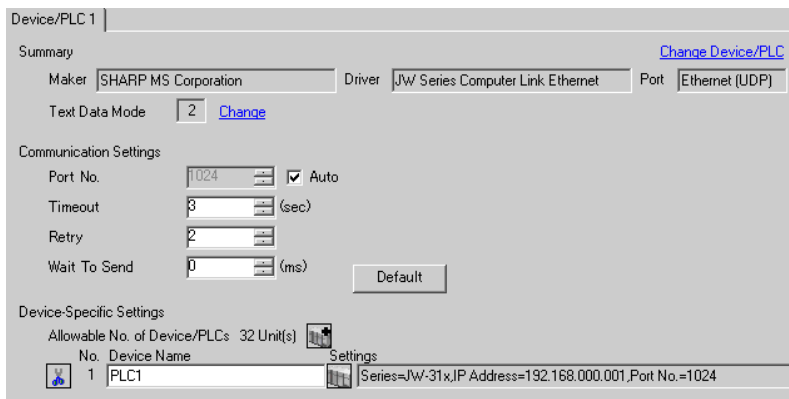 Device/PLC 1
Summary
Change Device/PLC
Maker SHARP MS Corporation Driver JW Series Computer Link Ethernet Port Ethernet (UDP)
Text Data Mode 2 Change
Communication Settings
Port No. 1024 Auto
Timeout 3 (sec)
Retry 2
Wait To Send 0 (ms)
Default
Device-Specific Settings
Allowable No. of Device/PLCs 32 Unit(s)
No. Device Name Settings
1 PLC1 Series=JW-31x,IP Address=192.168.000.001,Port No.=1024